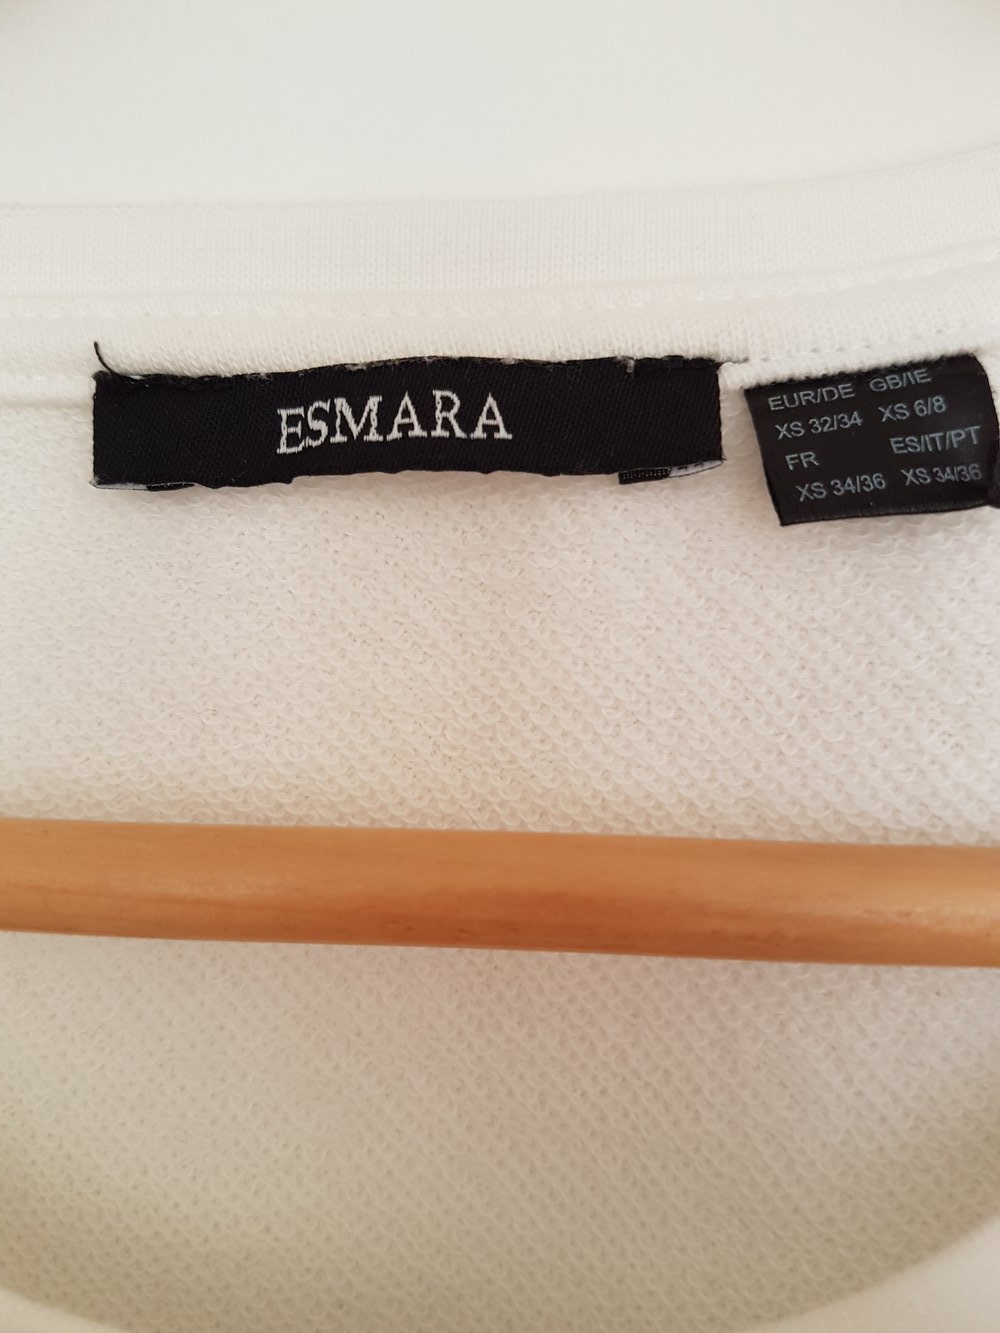 ESMARA
EUR/DE GB/IE
XS 32/34 XS 6/8
FR ES/IT/PT
XS 34/36 XS 34/36